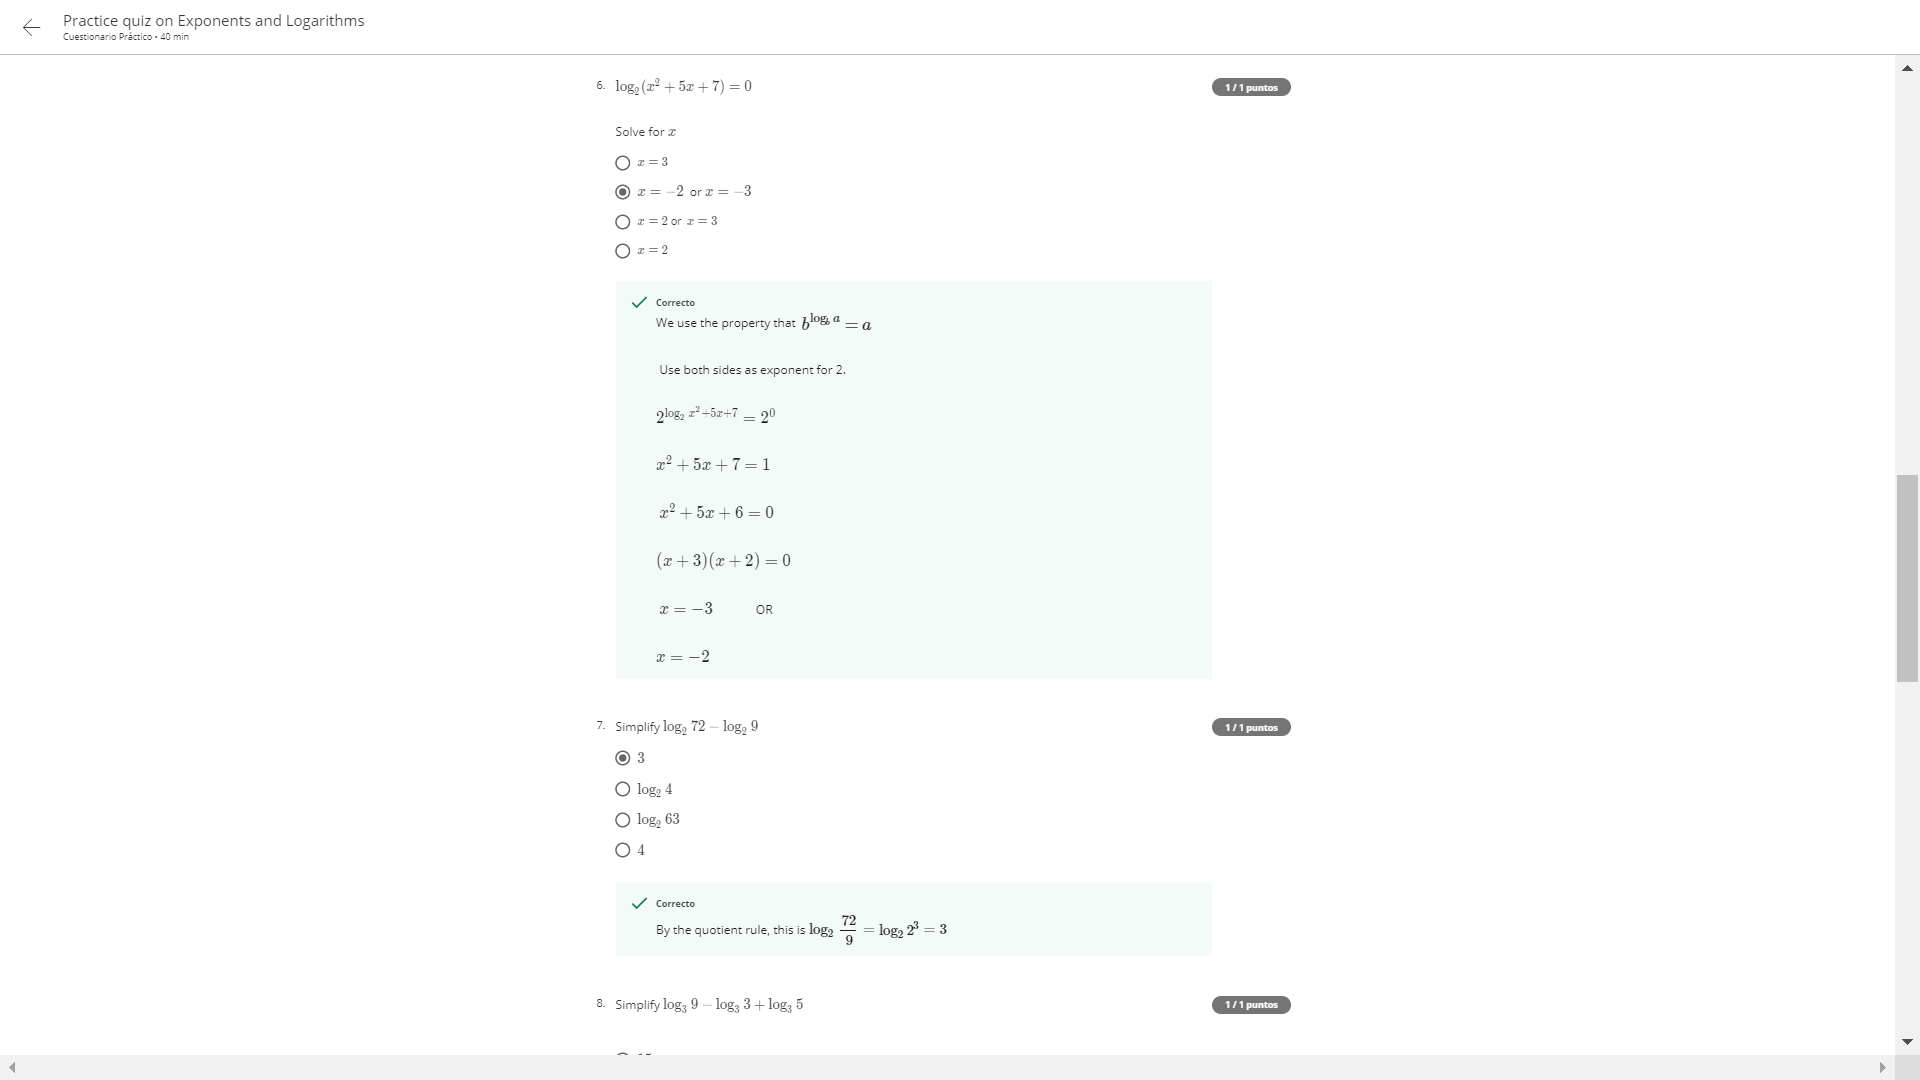 Practice quiz on Exponents and Logarithms
Cuestionario Práctico • 40 min
6. log₂(x² + 5x + 7) = 0
1 / 1 puntos
Solve for x
x = 3
x = −2 or x = −3
x = 2 or x = 3
x = 2
Correcto
We use the property that b^(log_b a) = a
Use both sides as exponent for 2.
2^(log₂ x²+5x+7) = 2⁰
x² + 5x + 7 = 1
x² + 5x + 6 = 0
(x + 3)(x + 2) = 0
x = −3 OR
x = −2
7. Simplify log₂ 72 − log₂ 9
1 / 1 puntos
3
log₂ 4
log₂ 63
4
Correcto
By the quotient rule, this is log₂ 72/9 = log₂ 2³ = 3
8. Simplify log₃ 9 − log₃ 3 + log₃ 5
1 / 1 puntos